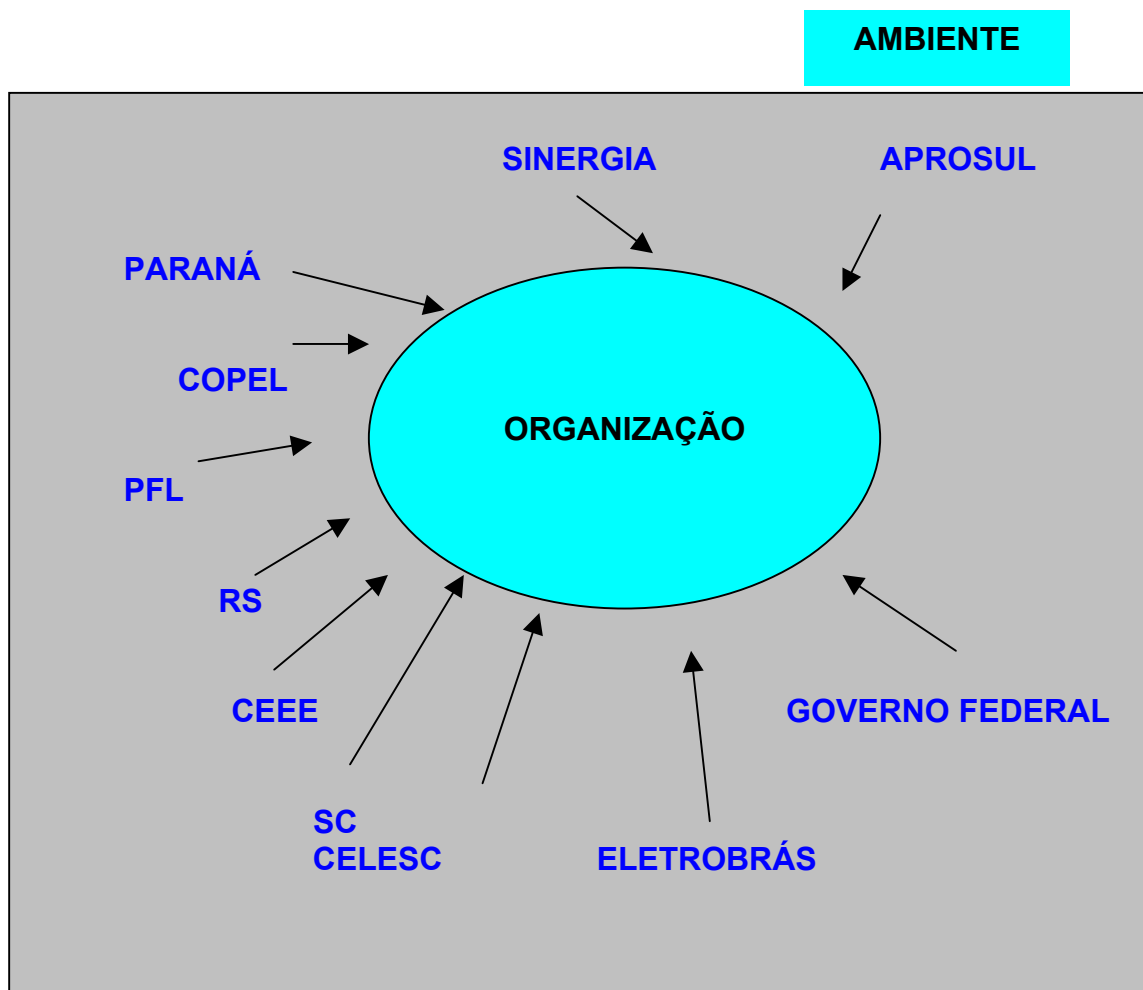 AMBIENTE
SINERGIA
APROSUL
PARANÁ
COPEL
ORGANIZAÇÃO
PFL
RS
CEEE
GOVERNO FEDERAL
SC
CELESC
ELETROBRÁS